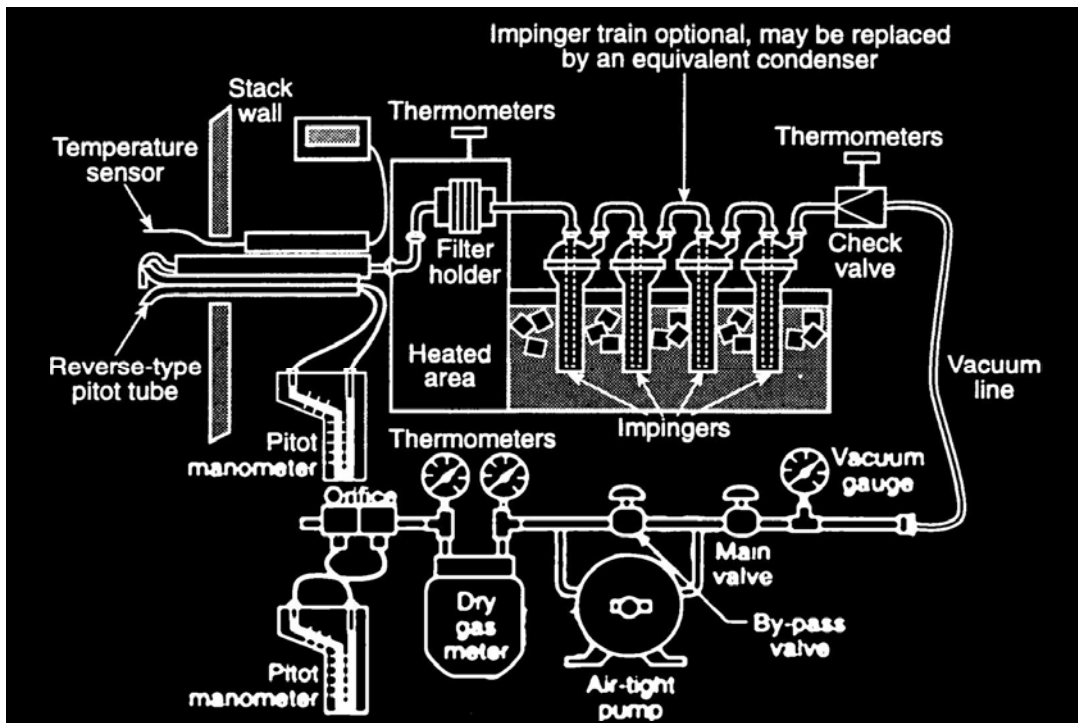 Impinger train optional, may be replaced
by an equivalent condenser
Stack
wall
Thermometers
Thermometers
Temperature
sensor
Filter
holder
Check
valve
Reverse-type
pitot tube
Heated
area
Vacuum
line
Impingers
Pitot
manometer
Thermometers
Vacuum
gauge
Orifice
Main
valve
Dry
gas
meter
By-pass
valve
Pitot
manometer
Air-tight
pump